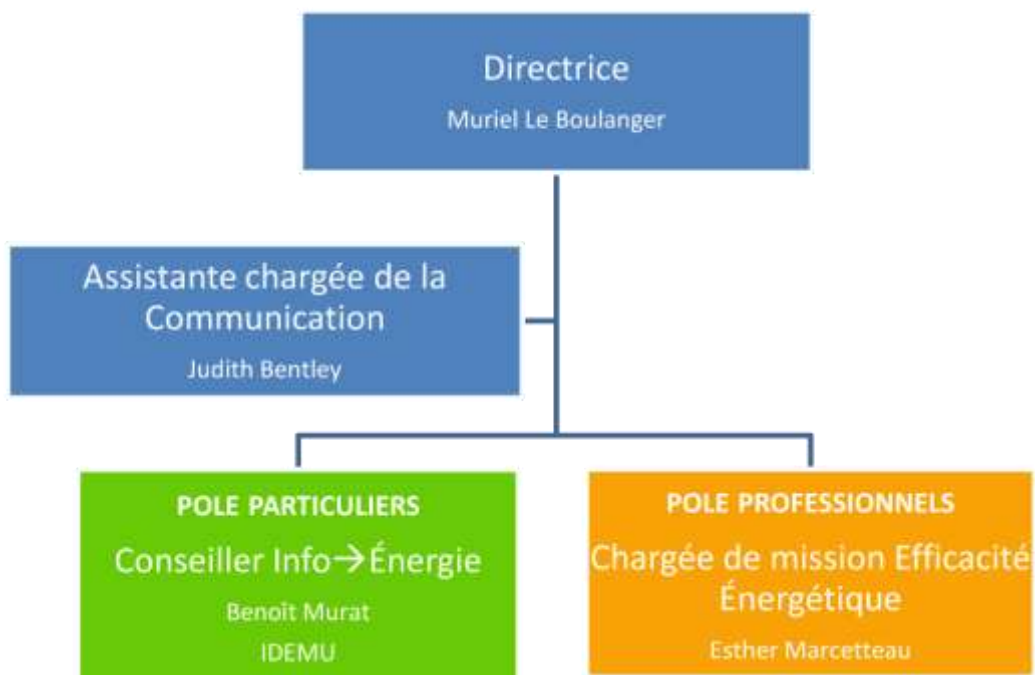 Directrice
Muriel Le Boulanger
Assistante chargée de la
Communication
Judith Bentley
POLE PARTICULIERS
Conseiller Info→Énergie
Benoît Murat
IDEMU
POLE PROFESSIONNELS
Chargée de mission Efficacité
Énergétique
Esther Marcetteau